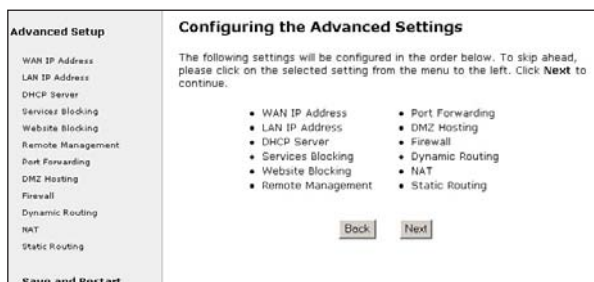 Advanced Setup
WAN IP Address
LAN IP Address
DHCP Server
Services Blocking
Website Blocking
Remote Management
Port Forwarding
DMZ Hosting
Firewall
Dynamic Routing
NAT
Static Routing
Save and Restart
Configuring the Advanced Settings
The following settings will be configured in the order below. To skip ahead,
please click on the selected setting from the menu to the left. Click Next to
continue.
• WAN IP Address
• LAN IP Address
• DHCP Server
• Services Blocking
• Website Blocking
• Remote Management
• Port Forwarding
• DMZ Hosting
• Firewall
• Dynamic Routing
• NAT
• Static Routing
Back Next